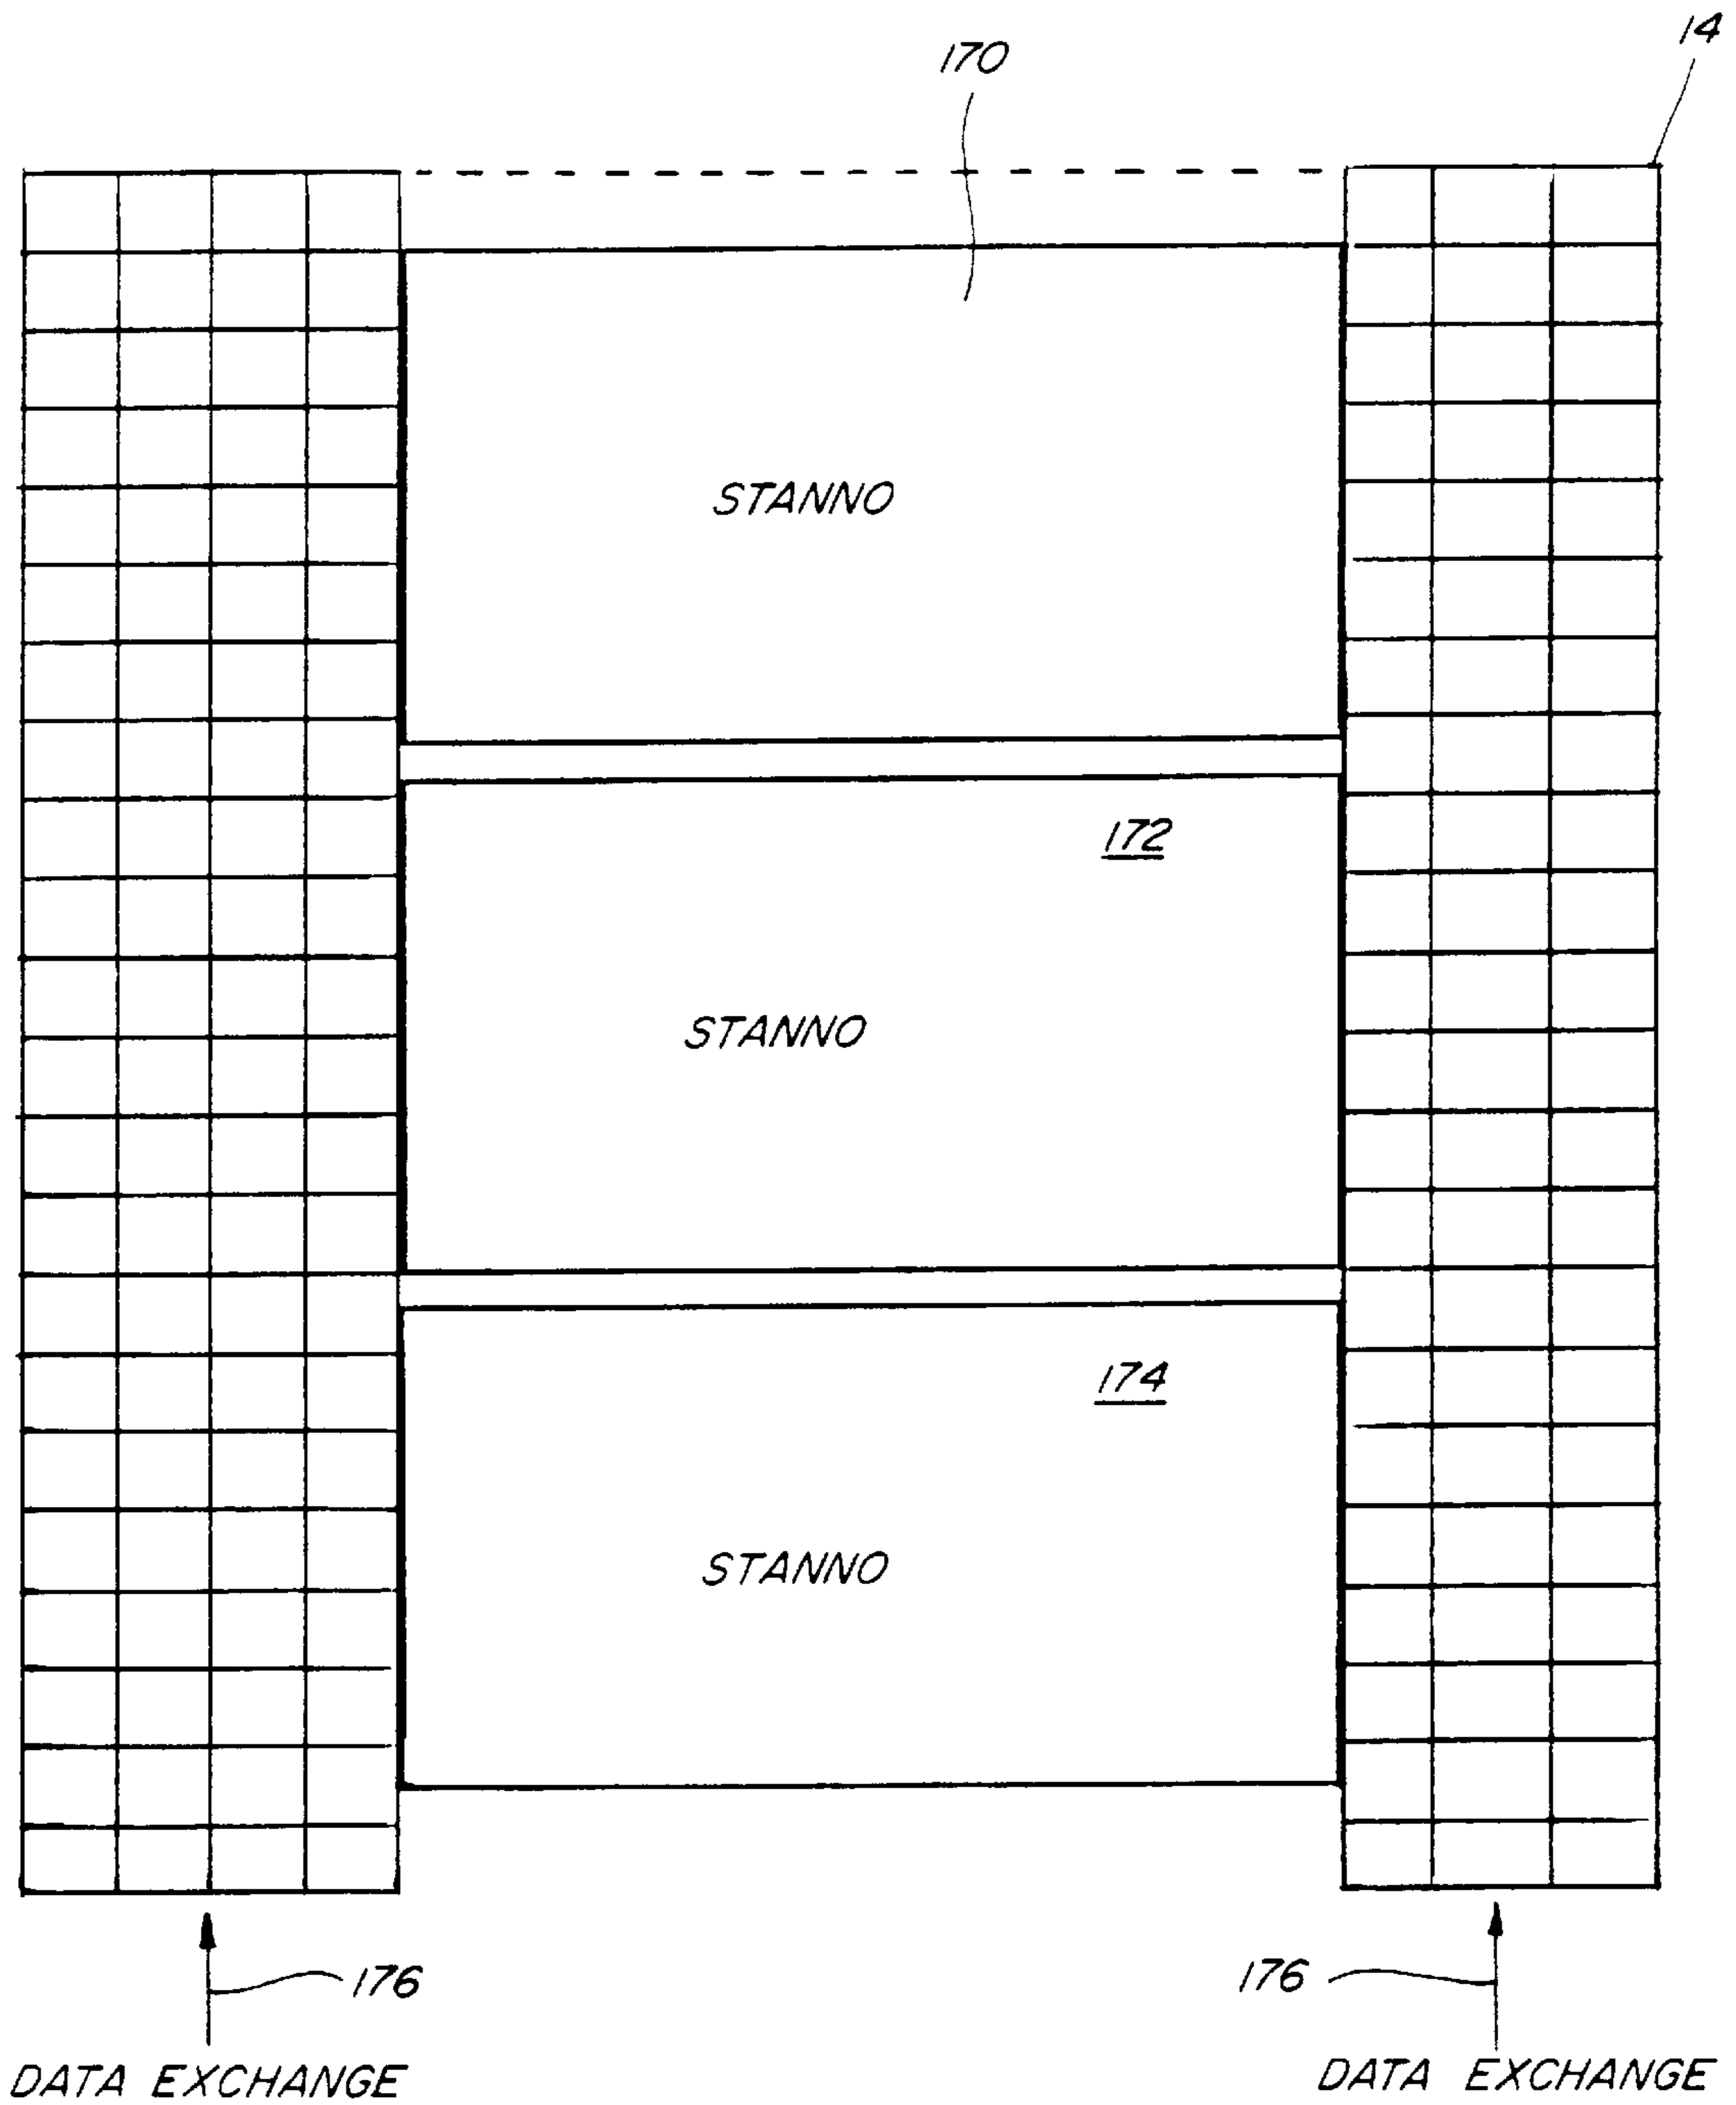 14
170
STANNO
172
STANNO
174
STANNO
176
176
DATA EXCHANGE
DATA EXCHANGE